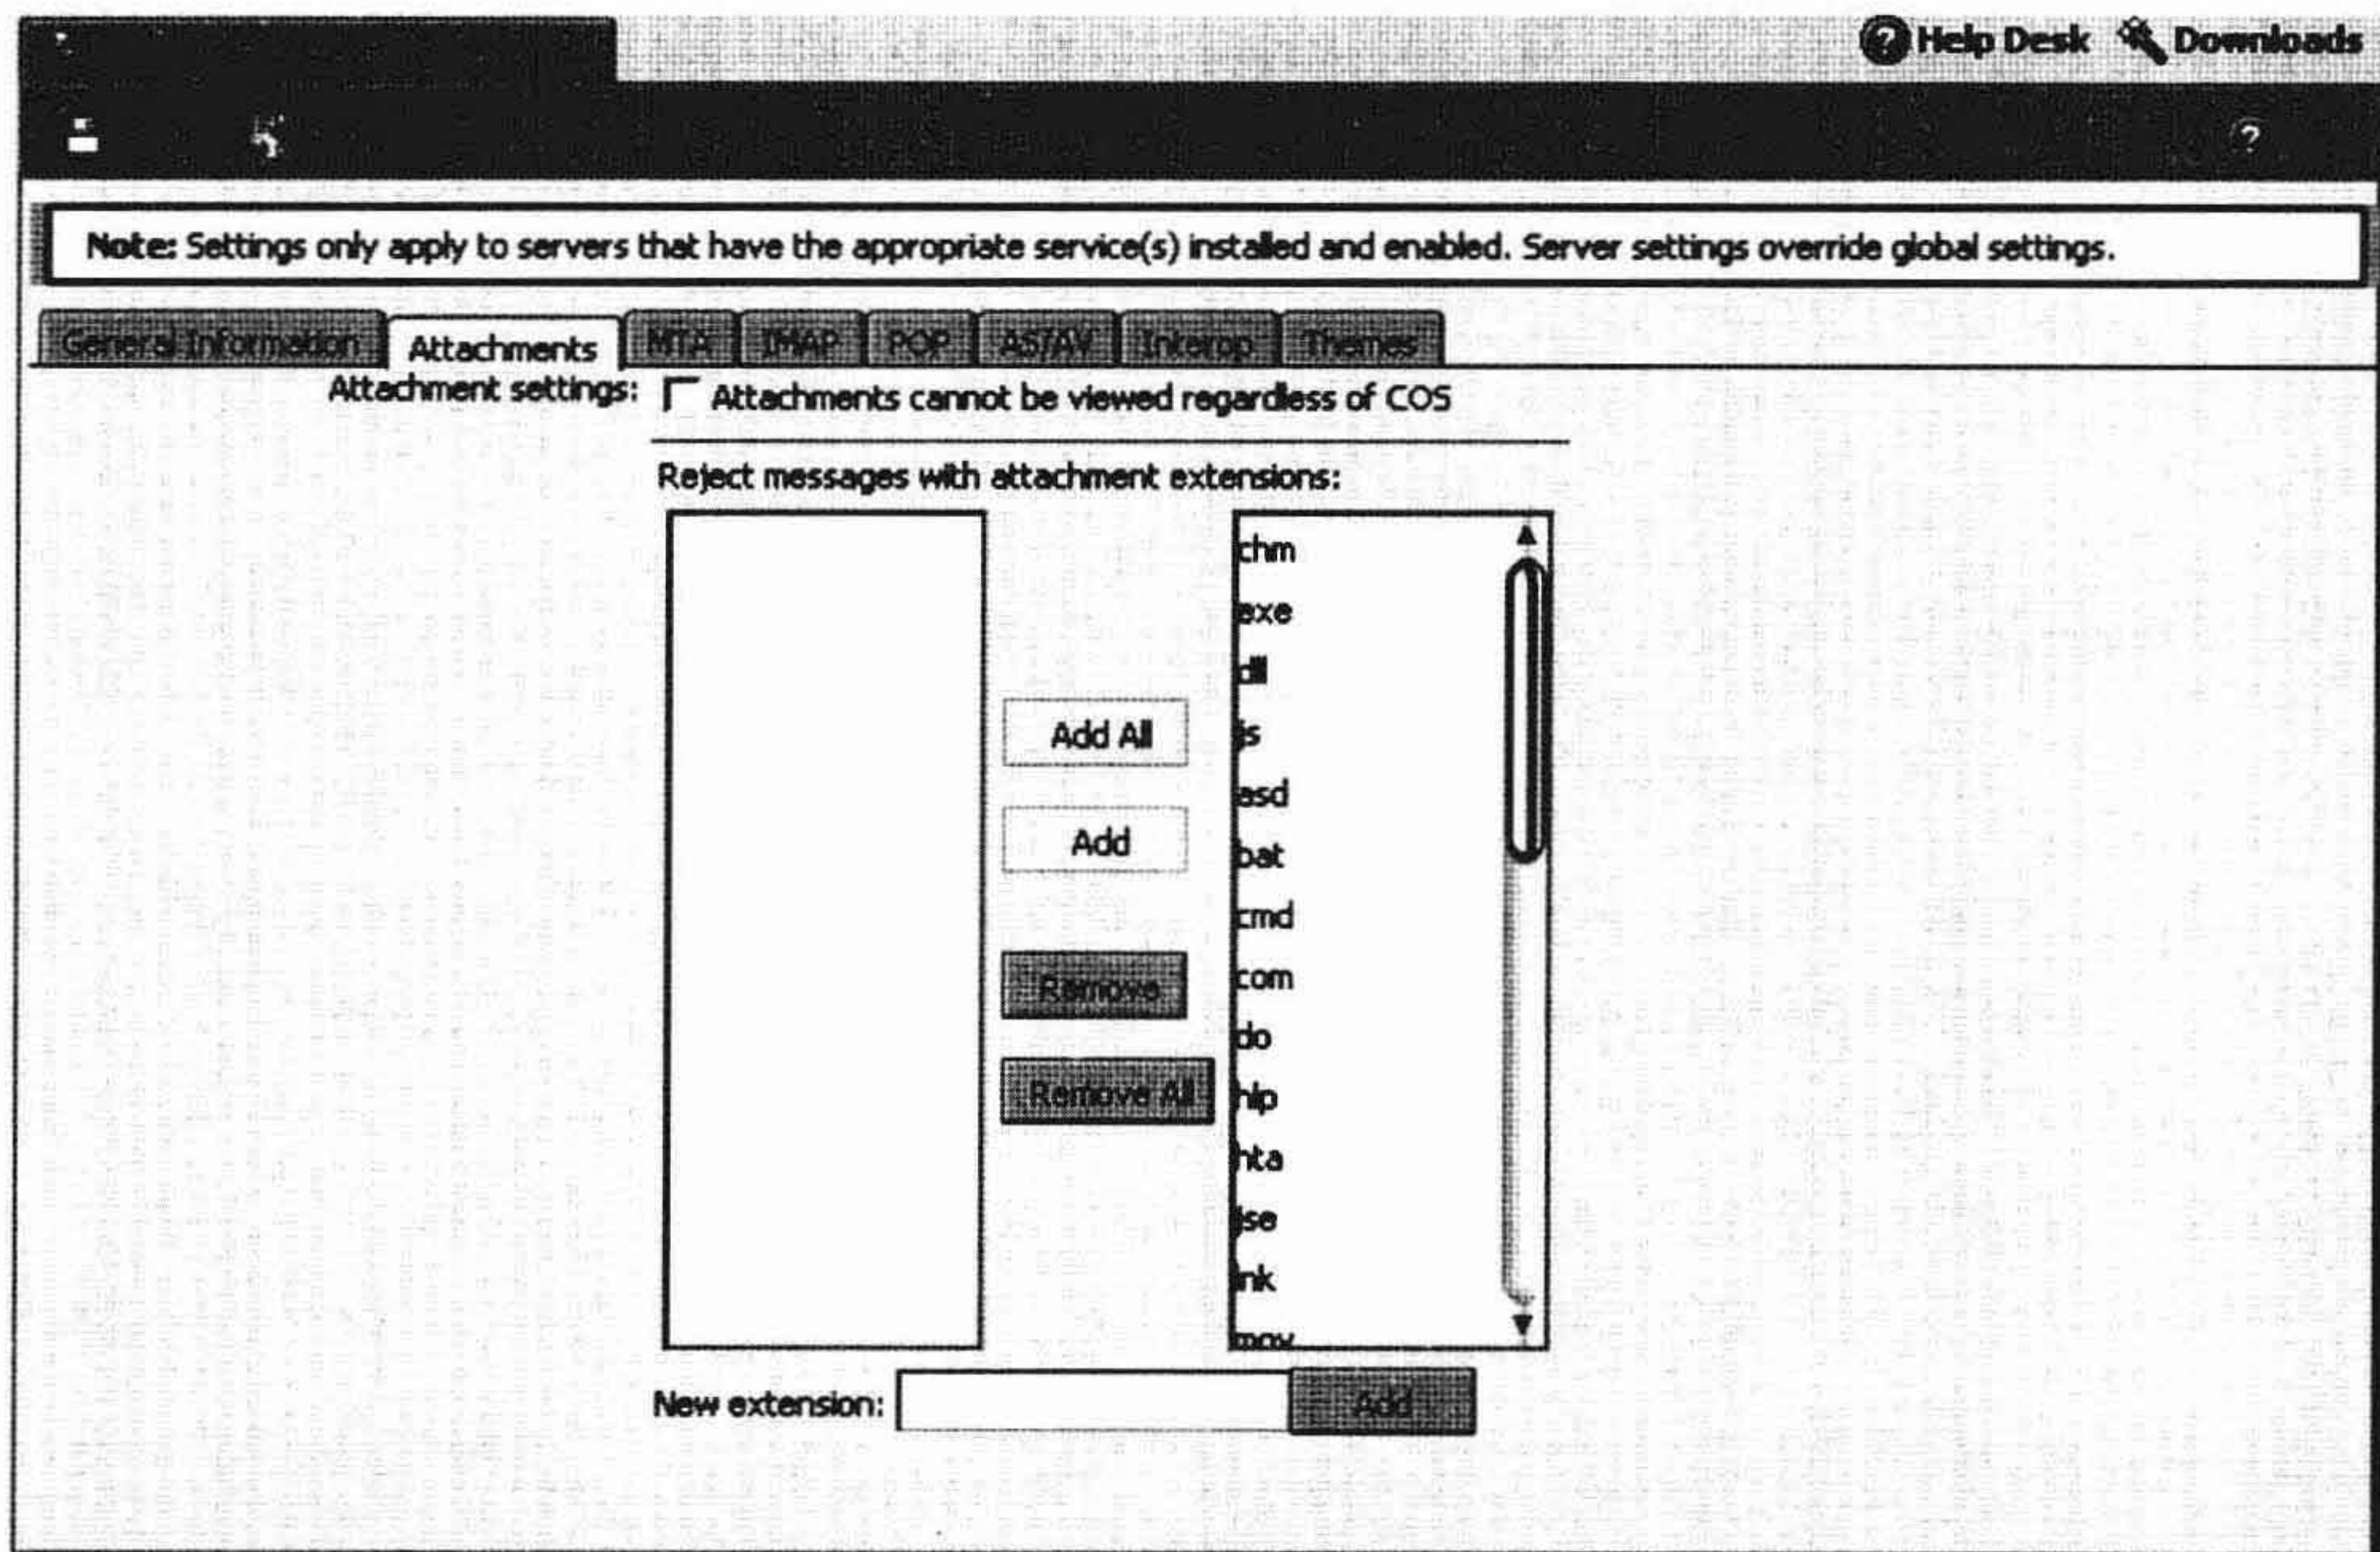 Help Desk Downloads
?
Note: Settings only apply to servers that have the appropriate service(s) installed and enabled. Server settings override global settings.
General Information Attachments MTA IMAP POP AS/AV Interop Themes
Attachment settings: Attachments cannot be viewed regardless of COS
Reject messages with attachment extensions:
chm
exe
dll
js
asd
bat
cmd
com
do
hlp
hta
jse
lnk
mov
Add All
Add
Remove
Remove All
New extension: Add